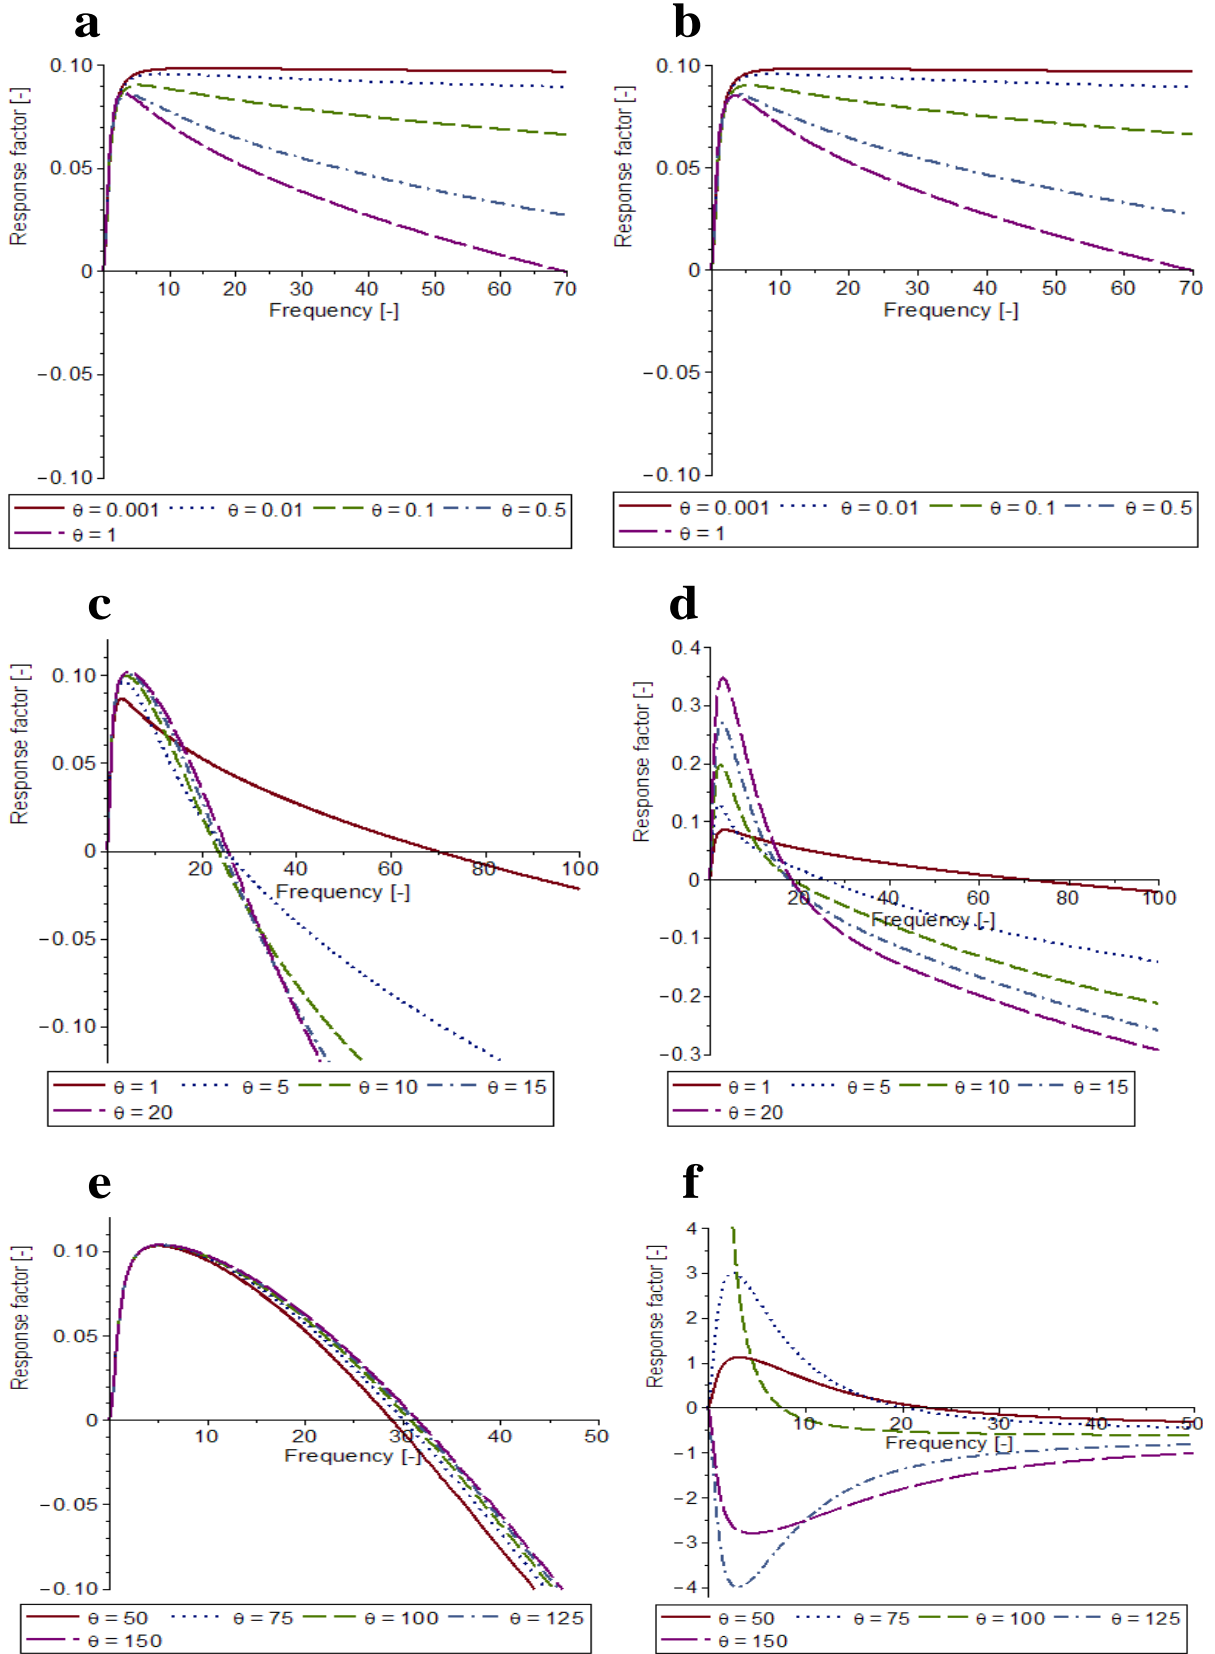 a
Response factor [-]
0.10
0.05
0
−0.05
−0.10
10 20 30 40 50 60 70
Frequency [-]
θ = 0.001 θ = 0.01 θ = 0.1 θ = 0.5
θ = 1
b
Response factor [-]
0.10
0.05
0
−0.05
−0.10
10 20 30 40 50 60 70
Frequency [-]
θ = 0.001 θ = 0.01 θ = 0.1 θ = 0.5
θ = 1
c
Response factor [-]
0.10
0.05
0
−0.05
−0.10
20 40 60 80 100
Frequency [-]
θ = 1 θ = 5 θ = 10 θ = 15
θ = 20
d
Response factor [-]
0.4
0.3
0.2
0.1
0
−0.1
−0.2
−0.3
20 40 60 80 100
Frequency [-]
θ = 1 θ = 5 θ = 10 θ = 15
θ = 20
e
Response factor [-]
0.10
0.05
0
−0.05
−0.10
10 20 30 40 50
Frequency [-]
θ = 50 θ = 75 θ = 100 θ = 125
θ = 150
f
Response factor [-]
4
3
2
1
0
−1
−2
−3
−4
10 20 30 40 50
Frequency [-]
θ = 50 θ = 75 θ = 100 θ = 125
θ = 150